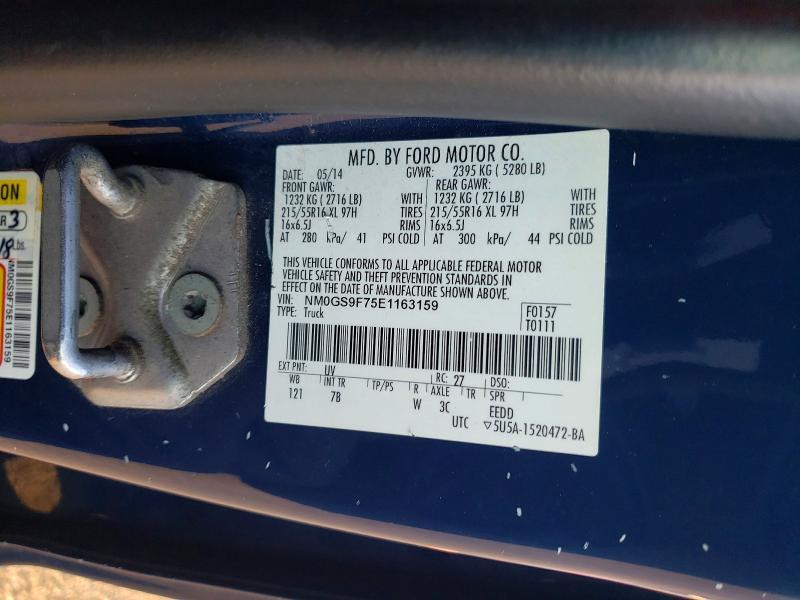 MFD. BY FORD MOTOR CO.
DATE: 05/14 GVWR: 2395 KG ( 5280 LB)
FRONT GAWR: REAR GAWR:
1232 KG ( 2716 LB) WITH 1232 KG ( 2716 LB) WITH
215/55R16 XL 97H TIRES 215/55R16 XL 97H TIRES
16x6.5J RIMS 16x6.5J RIMS
AT 280 kPa/ 41 PSI COLD AT 300 kPa/ 44 PSI COLD
THIS VEHICLE CONFORMS TO ALL APPLICABLE FEDERAL MOTOR
VEHICLE SAFETY AND THEFT PREVENTION STANDARDS IN
EFFECT ON THE DATE OF MANUFACTURE SHOWN ABOVE.
VIN: NM0GS9F75E1163159 F0157
TYPE: Truck T0111
EXT PNT: UV RC: 27 DSO:
WB INT TR TP/PS R AXLE TR SPR
121 7B W 3C EEDD
UTC ▽5U5A-1520472-BA
ON
R 3
18 lbs.
NM0GS9F75E1163159